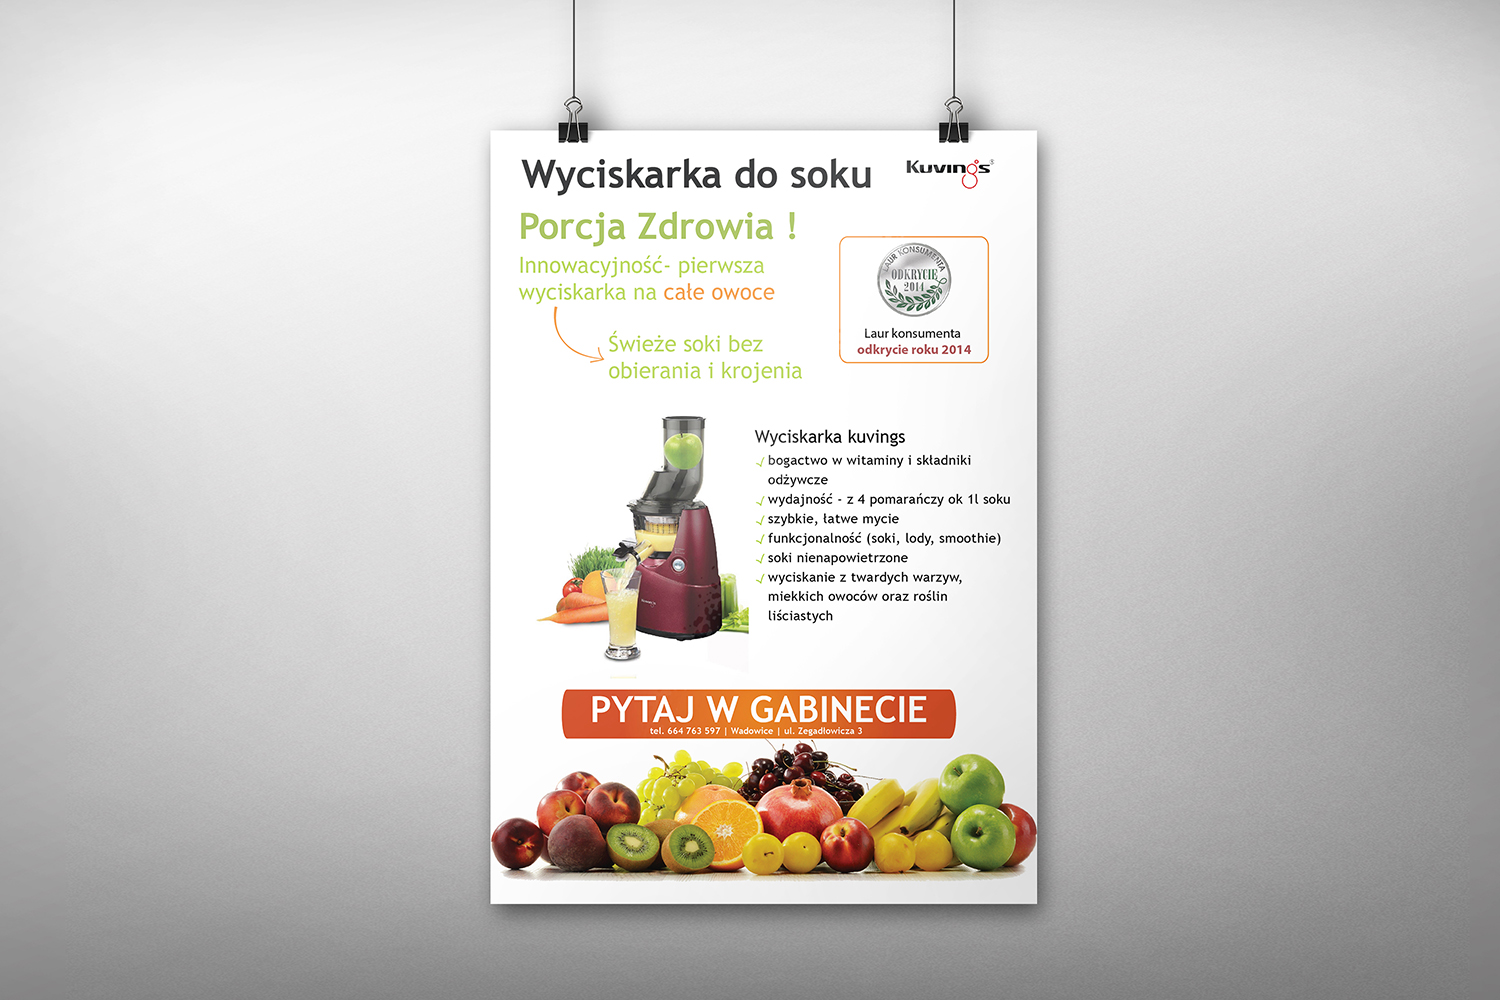 Wyciskarka do soku
Kuvings®
Porcja Zdrowia !
Innowacyjność- pierwsza
wyciskarka na całe owoce
Świeże soki bez
obierania i krojenia
LAUR KONSUMENTA
ODKRYCIE
2014
Laur konsumenta
odkrycie roku 2014
Wyciskarka kuvings
bogactwo w witaminy i składniki
odżywcze
wydajność - z 4 pomarańczy ok 1l soku
szybkie, łatwe mycie
funkcjonalność (soki, lody, smoothie)
soki nienapowietrzone
wyciskanie z twardych warzyw,
miekkich owoców oraz roślin
liściastych
PYTAJ W GABINECIE
tel. 664 763 597 | Wadowice | ul. Zegadłowicza 3